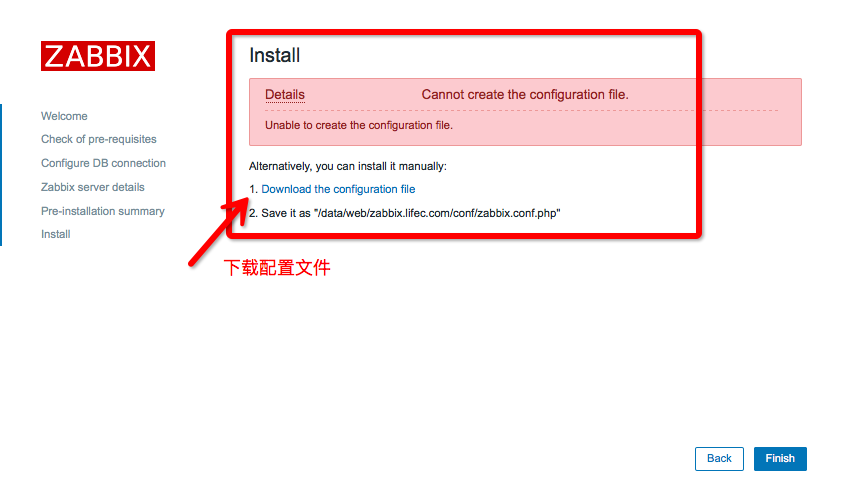 ZABBIX
Welcome
Check of pre-requisites
Configure DB connection
Zabbix server details
Pre-installation summary
Install
Install
Details Cannot create the configuration file.
Unable to create the configuration file.
Alternatively, you can install it manually:
1. Download the configuration file
2. Save it as "/data/web/zabbix.lifec.com/conf/zabbix.conf.php"
下载配置文件
Back Finish